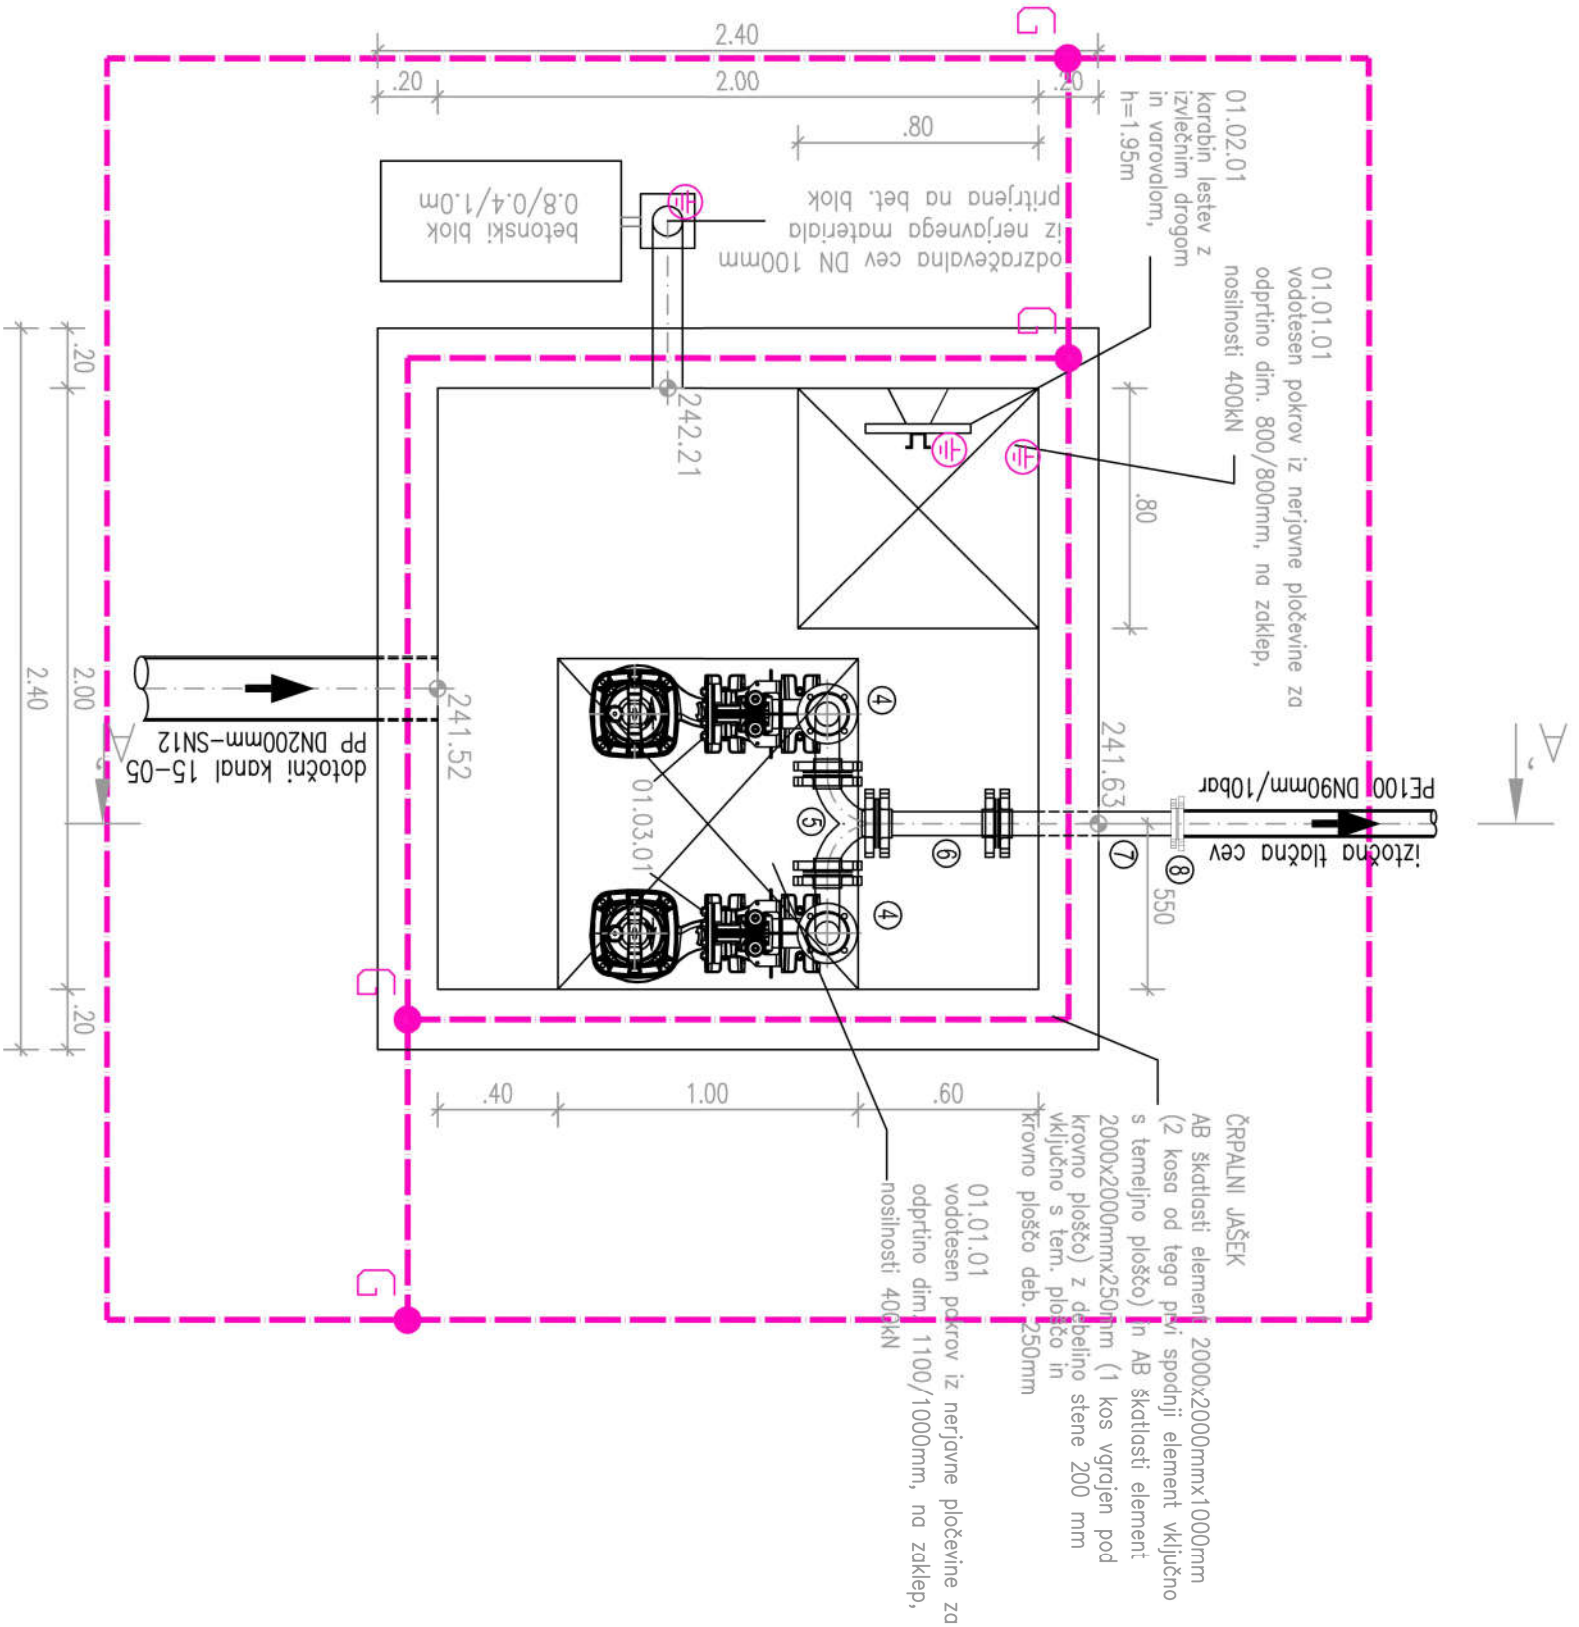 2.40
.20
2.00
.20
.80
G
01.02.01
karabin lestev z
izvlečnim drogom
in varovalom,
h=1.95m
01.01.01
vodotesen pokrov iz nerjavne pločevine za
odprtino dim. 800/800mm, na zaklep,
nosilnosti 400kN
odzračevalna cev DN 100mm
iz nerjavnega materiala
pritrjena na bet. blok
betonski blok
0.8/0.4/1.0m
G
242.21
.80
.20
2.00
2.40
.20
241.52
dotočni kanal 15-05
PP DN200mm-SN12
A'
A'
01.03.01
4
5
4
6
7
8
241.63
550
iztočna tlačna cev
PE100 DN90mm/10bar
G
G
.40
1.00
.60
ČRPALNI JAŠEK
AB škatlasti element 2000x2000mmx1000mm
(2 kosa od tega prvi spodnji element vključno
s temeljno ploščo) in AB škatlasti element
2000x2000mmx250mm (1 kos vgrajen pod
krovno ploščo) z debelino stene 200 mm
vključno s tem. ploščo in
krovno ploščo deb. 250mm
01.01.01
vodotesen pokrov iz nerjavne pločevine za
odprtino dim. 1100/1000mm, na zaklep,
nosilnosti 400kN